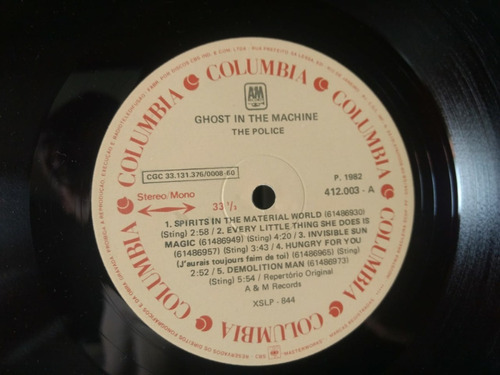 COLUMBIA COLUMBIA COLUMBIA COLUMBIA COLUMBIA COLUMBIA
A&M
GHOST IN THE MACHINE
THE POLICE
CGC 33.131.376/0008-60
P. 1982
Stereo/Mono
33 1/3
412.003 - A
1. SPIRITS IN THE MATERIAL WORLD (61486930)
(Sting) 2:58 / 2. EVERY LITTLE THING SHE DOES IS
MAGIC (61486949) (Sting) 4:20 / 3. INVISIBLE SUN
(61486957) (Sting) 3:43 / 4. HUNGRY FOR YOU
(J'aurais toujours faim de toi) (61486965) (Sting)
2:52 / 5. DEMOLITION MAN (61486973)
(Sting) 5:54 / Repertório Original
A & M Records
XSLP - 844
CBS